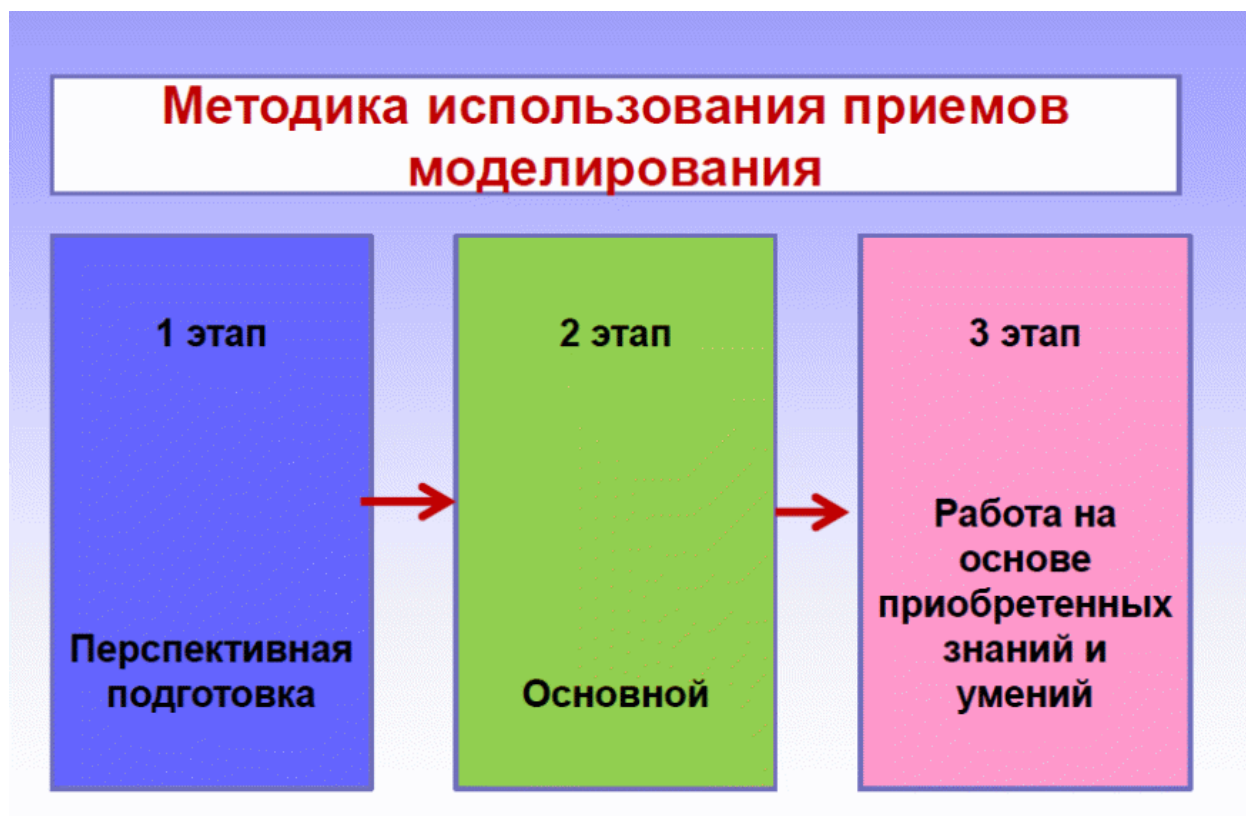 Методика использования приемов
моделирования
1 этап
Перспективная
подготовка
2 этап
Основной
3 этап
Работа на
основе
приобретенных
знаний и
умений